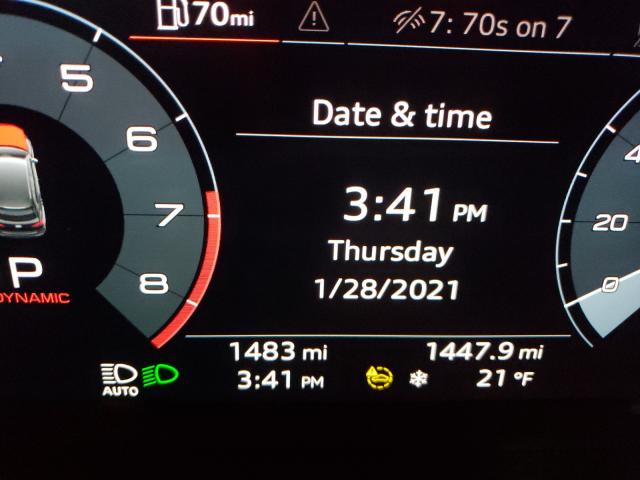 70mi
7: 70s on 7
5
Date & time
6
4
3:41 PM
7
20
Thursday
P
8
0
1/28/2021
DYNAMIC
1483 mi
1447.9 mi
AUTO
3:41 PM
21 °F